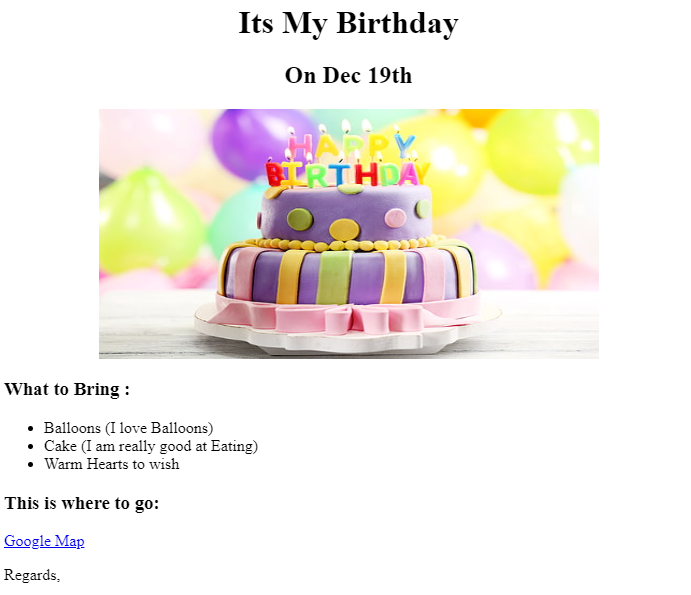 Its My Birthday
On Dec 19th
HAPPY
BIRTHDAY
What to Bring :
Balloons (I love Balloons)
Cake (I am really good at Eating)
Warm Hearts to wish
This is where to go:
Google Map
Regards,